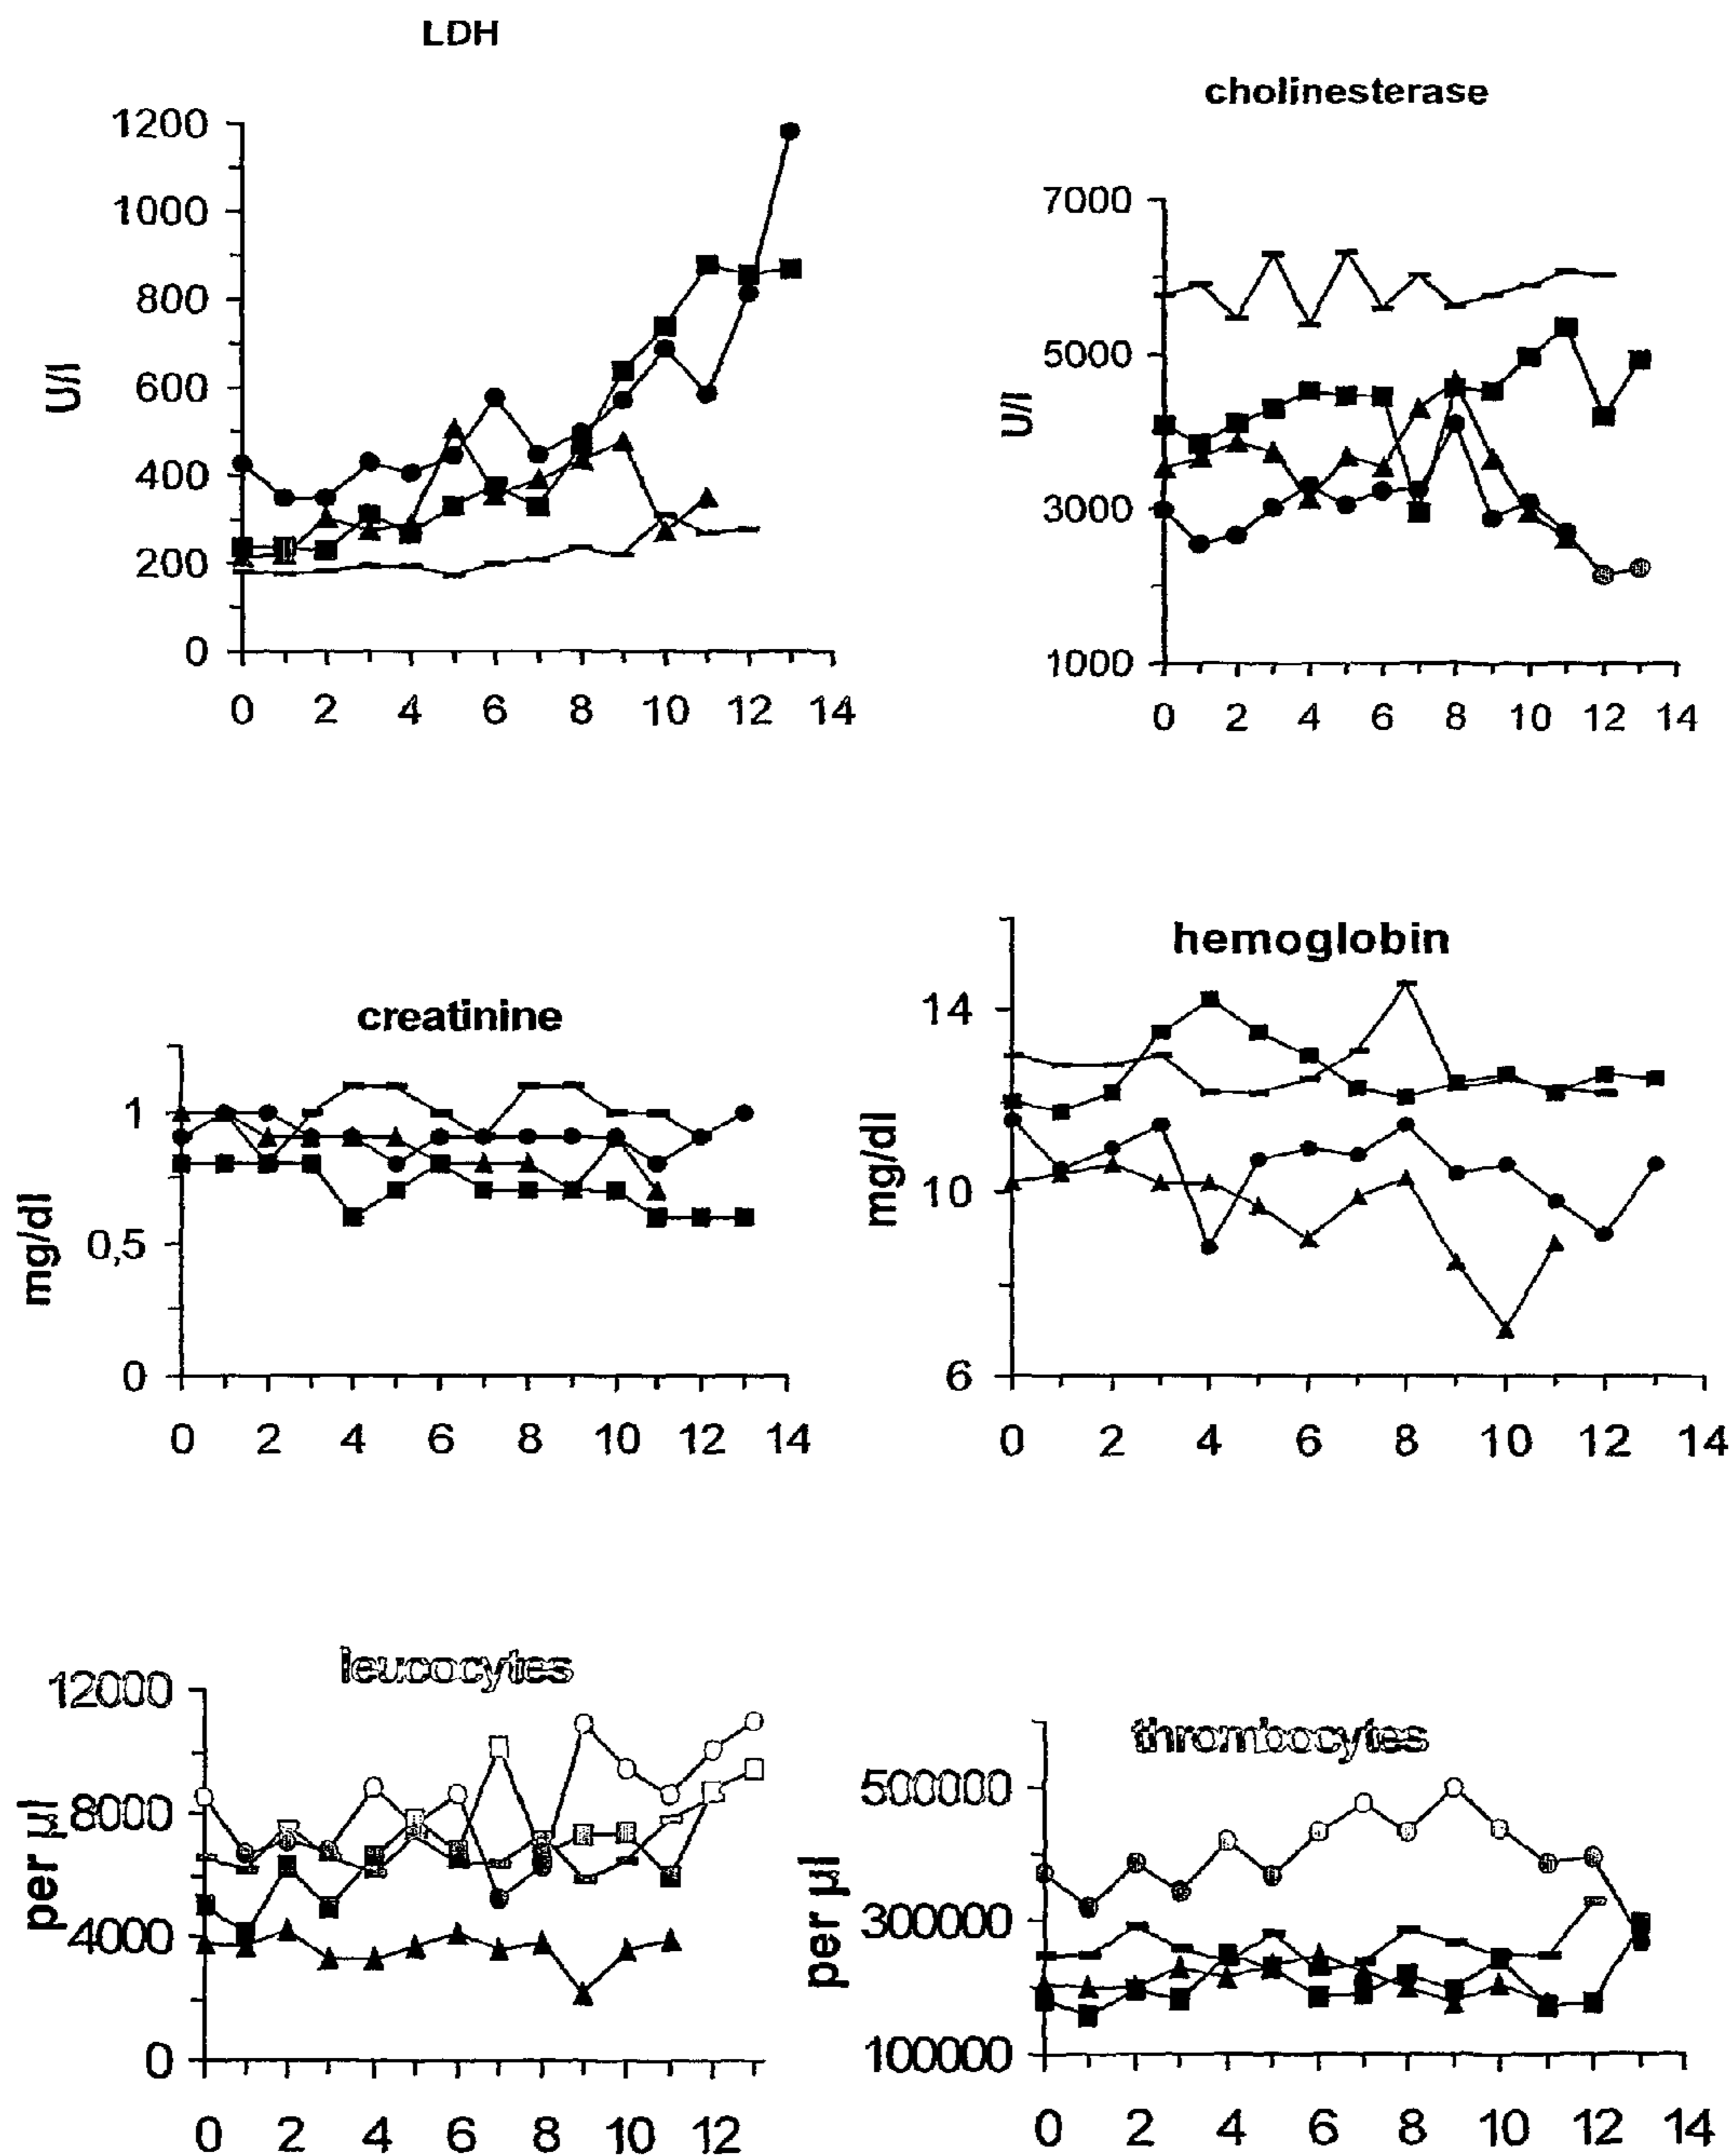 LDH
1200
1000
800
600
400
200
0
U/l
0 2 4 6 8 10 12 14
cholinesterase
7000
5000
3000
1000
U/l
0 2 4 6 8 10 12 14
creatinine
1
0,5
0
mg/dl
0 2 4 6 8 10 12 14
hemoglobin
14
10
6
mg/dl
0 2 4 6 8 10 12 14
leucocytes
12000
8000
4000
0
per µl
0 2 4 6 8 10 12
thrombocytes
500000
300000
100000
per µl
0 2 4 6 8 10 12 14